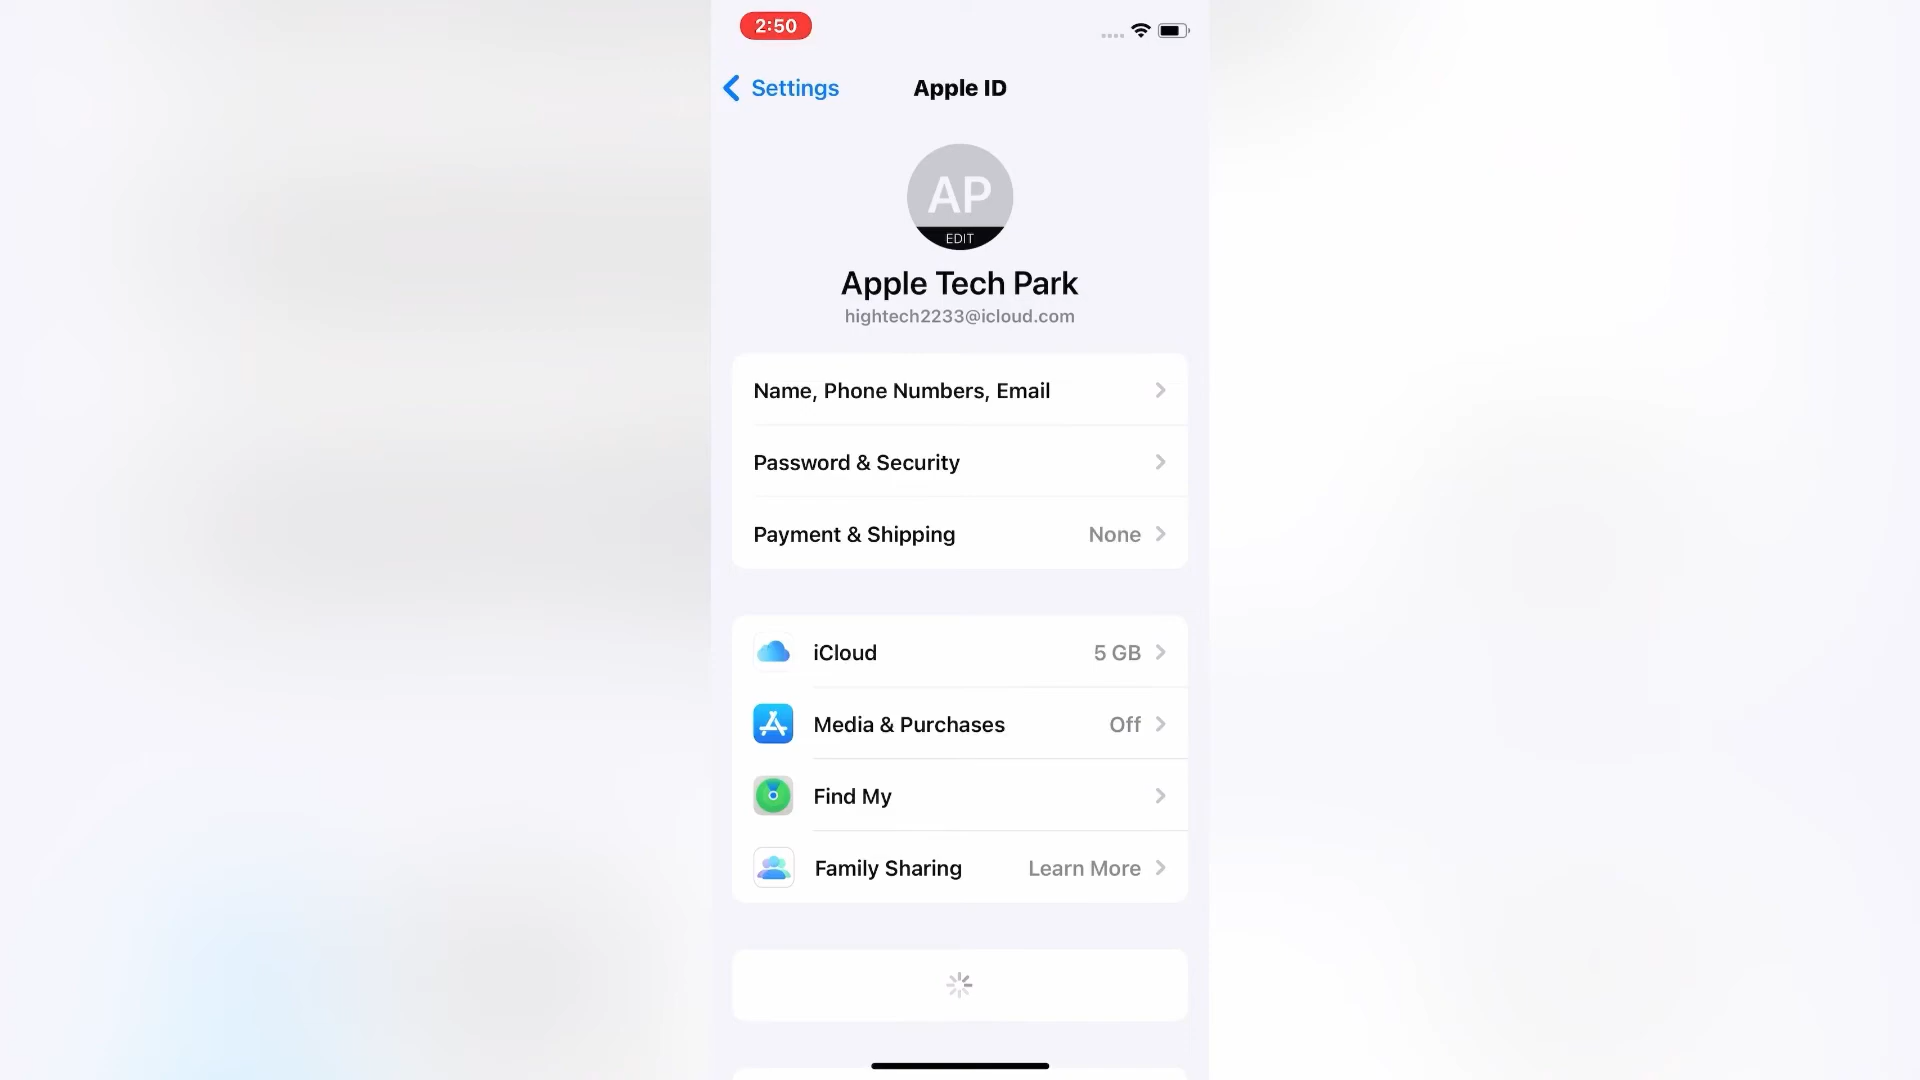 2:50
Settings
Apple ID
AP
EDIT
Apple Tech Park
hightech2233@icloud.com
Name, Phone Numbers, Email
Password & Security
Payment & Shipping None
iCloud 5 GB
Media & Purchases Off
Find My
Family Sharing Learn More